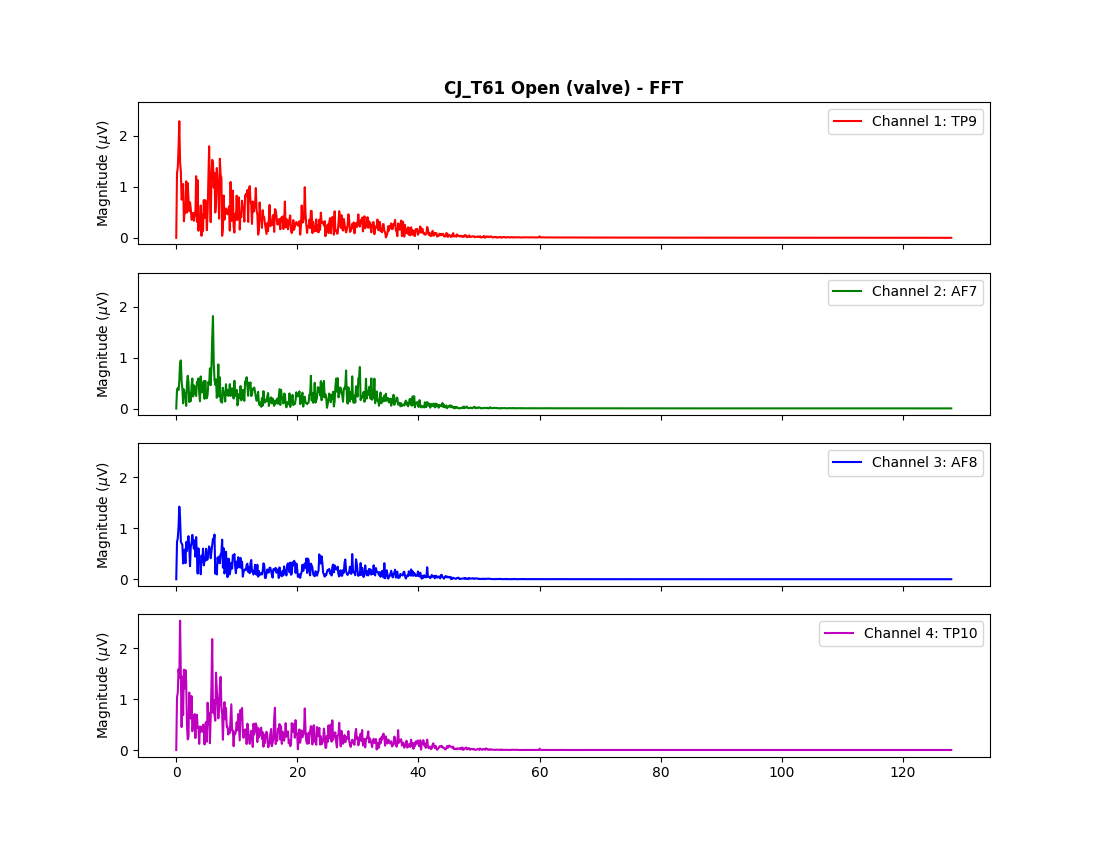 CJ_T61 Open (valve) - FFT
Magnitude (μV)
2
1
0
Channel 1: TP9
Magnitude (μV)
2
1
0
Channel 2: AF7
Magnitude (μV)
2
1
0
Channel 3: AF8
Magnitude (μV)
2
1
0
Channel 4: TP10
0 20 40 60 80 100 120